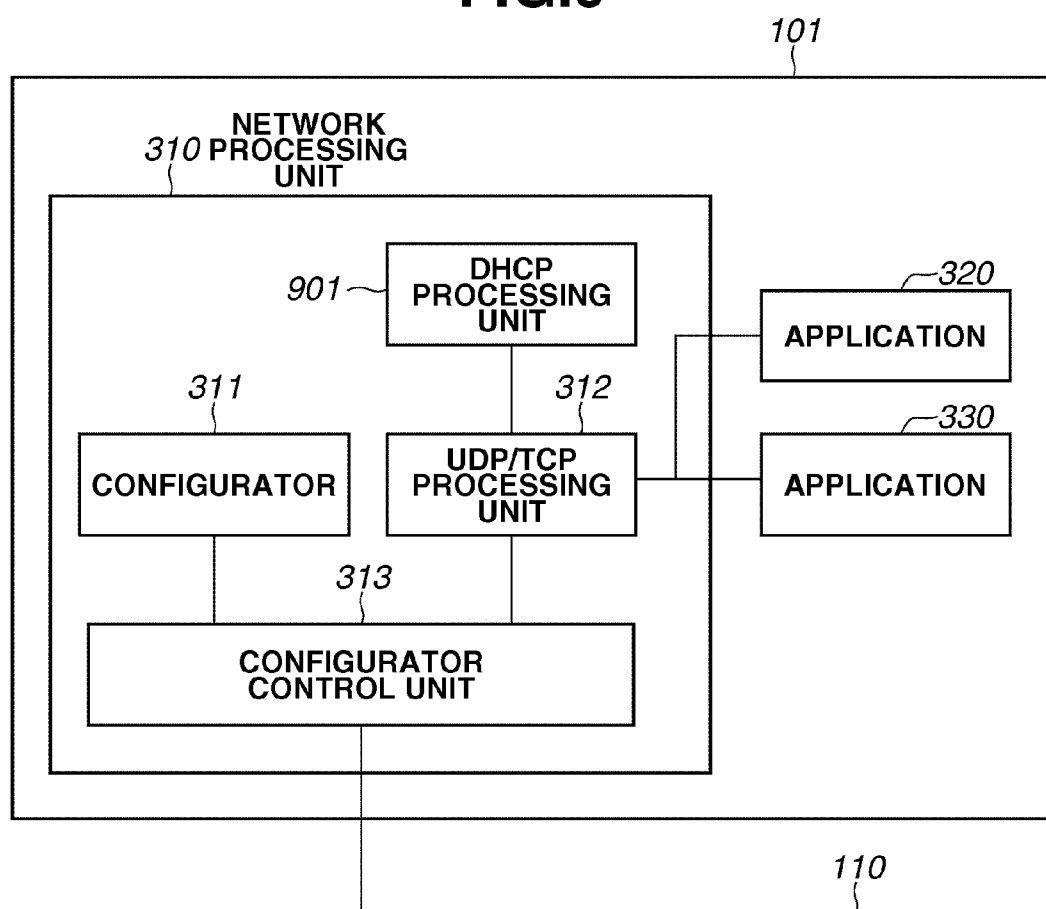 101
NETWORK
310 PROCESSING
UNIT
DHCP
901 PROCESSING
UNIT
320
APPLICATION
311
312
330
CONFIGURATOR
UDP/TCP
PROCESSING
UNIT
APPLICATION
313
CONFIGURATOR
CONTROL UNIT
110